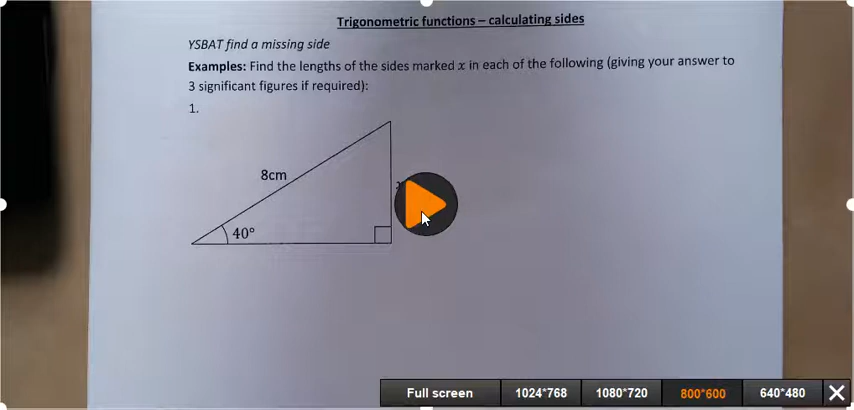 Trigonometric functions – calculating sides
YSBAT find a missing side
Examples: Find the lengths of the sides marked x in each of the following (giving your answer to
3 significant figures if required):
1.
8cm
40°
Full screen
1024*768
1080*720
800*600
640*480